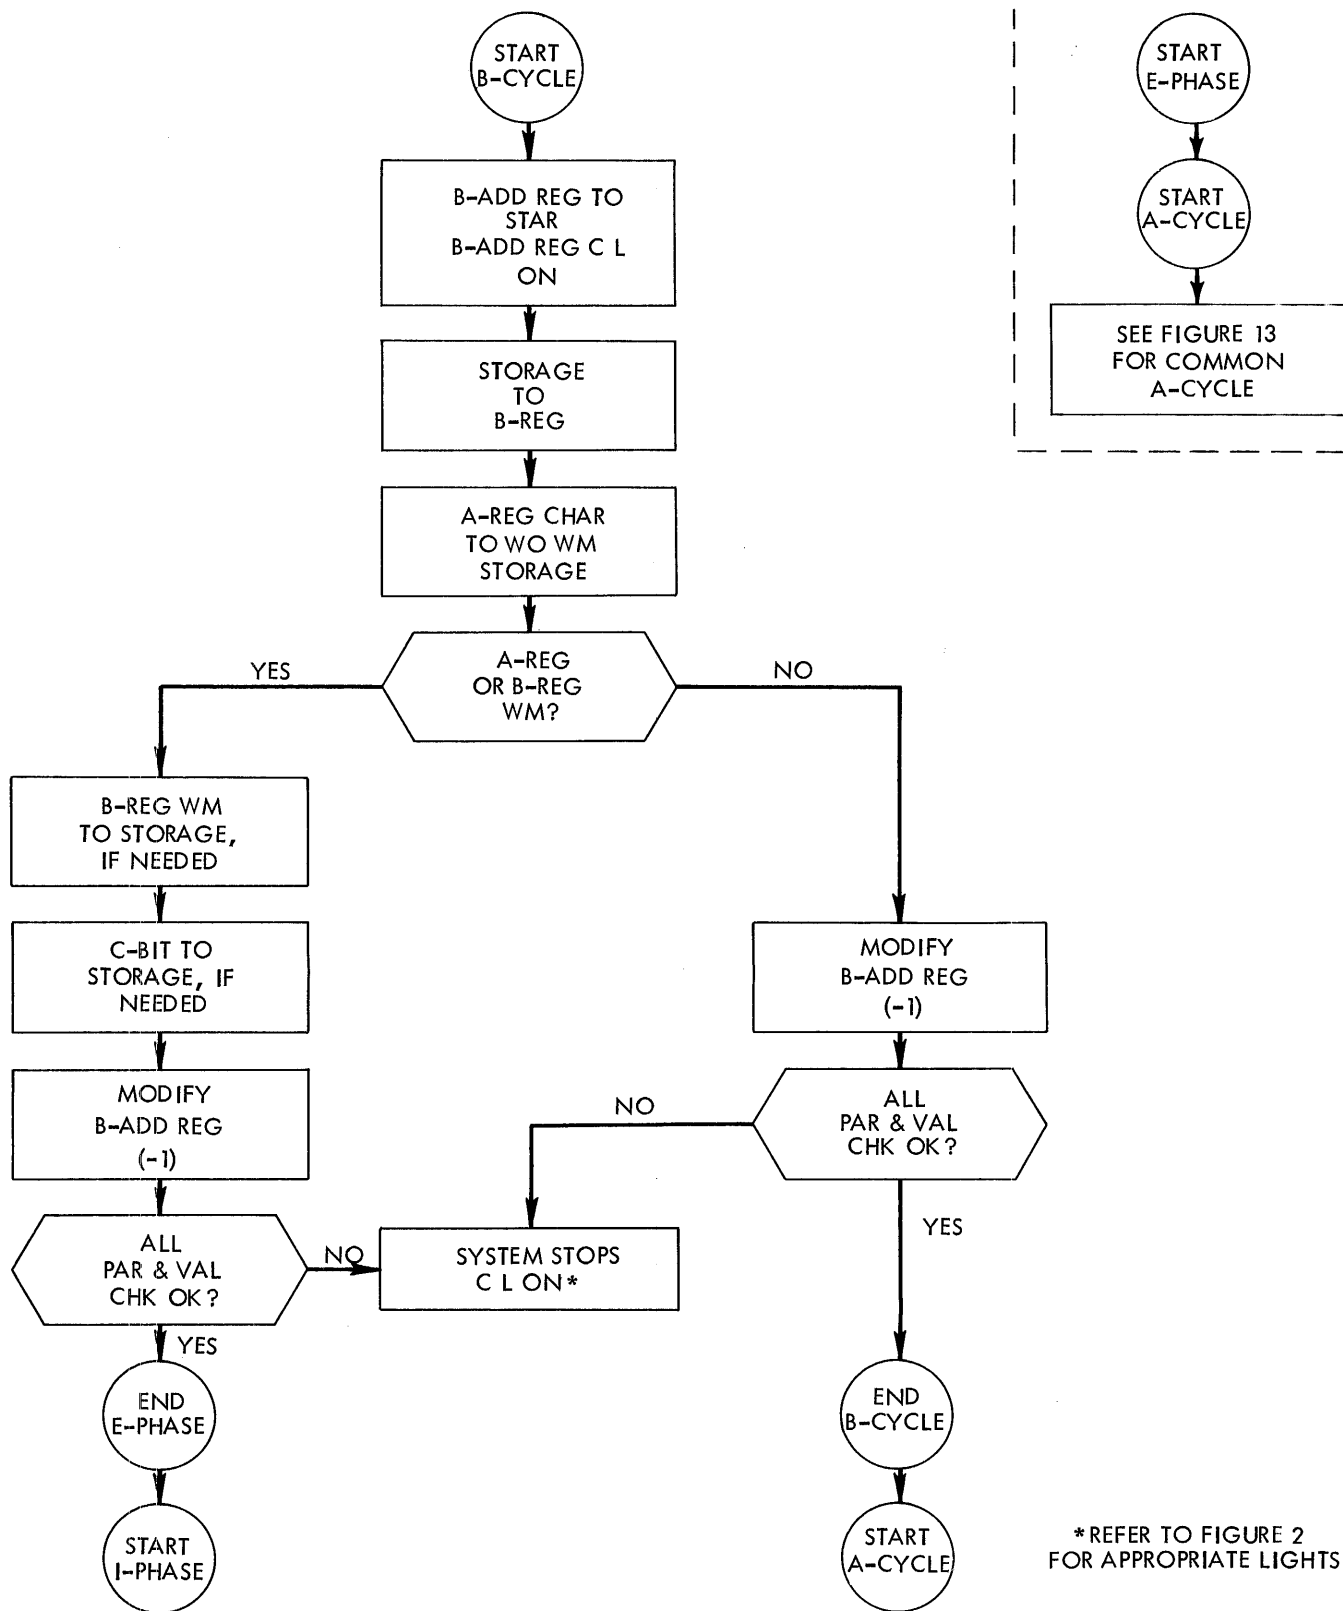 START
B-CYCLE
B-ADD REG TO
STAR
B-ADD REG C L
ON
STORAGE
TO
B-REG
A-REG CHAR
TO WO WM
STORAGE
A-REG
OR B-REG
WM?
YES
NO
B-REG WM
TO STORAGE,
IF NEEDED
C-BIT TO
STORAGE, IF
NEEDED
MODIFY
B-ADD REG
(-1)
ALL
PAR & VAL
CHK OK?
NO
YES
END
E-PHASE
START
I-PHASE
SYSTEM STOPS
C L ON*
MODIFY
B-ADD REG
(-1)
ALL
PAR & VAL
CHK OK?
NO
YES
END
B-CYCLE
START
A-CYCLE
START
E-PHASE
START
A-CYCLE
SEE FIGURE 13
FOR COMMON
A-CYCLE
*REFER TO FIGURE 2
FOR APPROPRIATE LIGHTS